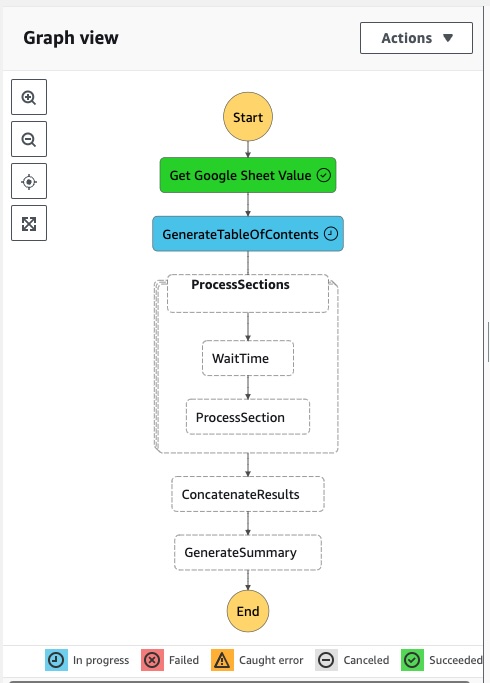 Graph view
Actions
Start
Get Google Sheet Value
GenerateTableOfContents
ProcessSections
WaitTime
ProcessSection
ConcatenateResults
GenerateSummary
End
In progress
Failed
Caught error
Canceled
Succeeded